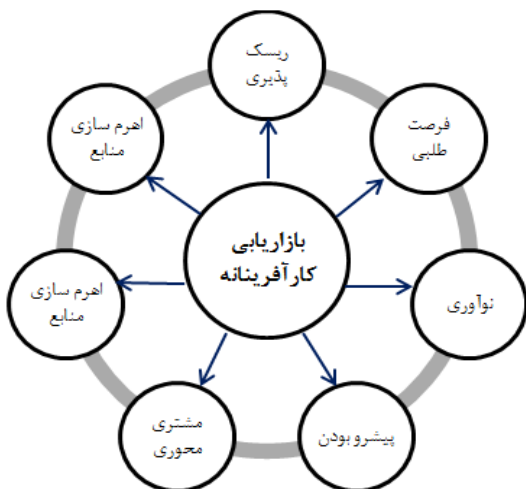 ریسک
پذیری
فرصت
طلبی
اهرم سازی
منابع
بازاریابی
کارآفرینانه
نوآوری
اهرم سازی
منابع
پیشرو بودن
مشتری
محوری